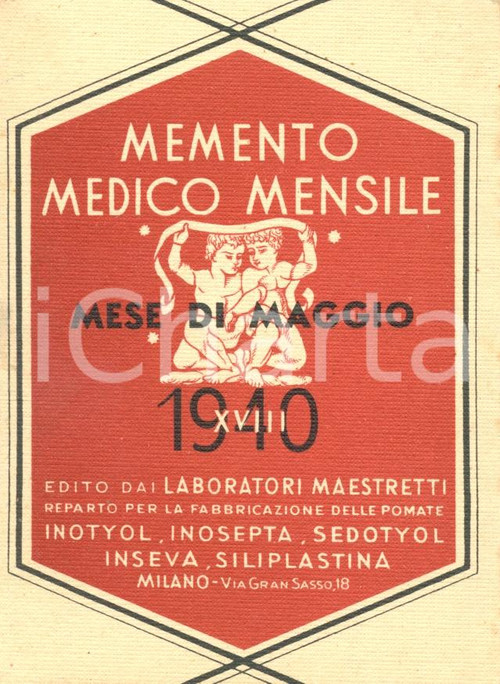 MEMENTO
MEDICO MENSILE
MESE DI MAGGIO
iCharta
1940
XVIII
EDITO DAI LABORATORI MAESTRETTI
REPARTO PER LA FABBRICAZIONE DELLE POMATE
INOTYOL, INOSEPTA, SEDOTYOL
INSEVA, SILIPLASTINA
MILANO - VIA GRAN SASSO, 18